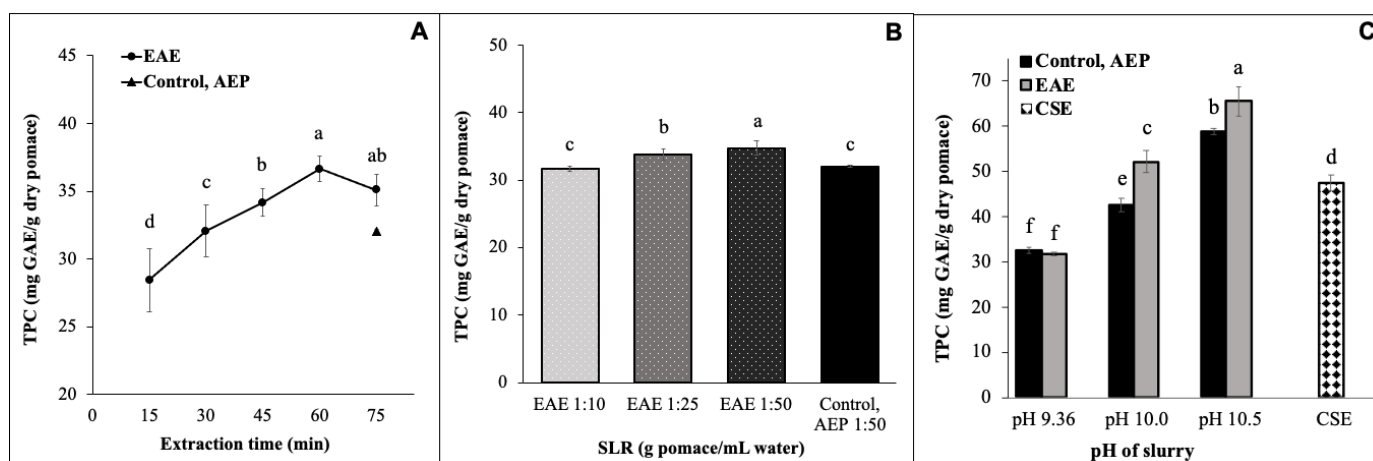 A
EAE
Control, AEP
TPC (mg GAE/g dry pomace)
45
40
35
30
25
20
d
c
b
a
ab
0
15
30
45
60
75
Extraction time (min)
B
TPC (mg GAE/g dry pomace)
50
40
30
20
10
0
c
b
a
c
EAE 1:10
EAE 1:25
EAE 1:50
Control,
AEP 1:50
SLR (g pomace/mL water)
C
Control, AEP
EAE
CSE
TPC (mg GAE/g dry pomace)
70
60
50
40
30
20
10
0
f
f
e
c
b
a
d
pH 9.36
pH 10.0
pH 10.5
CSE
pH of slurry